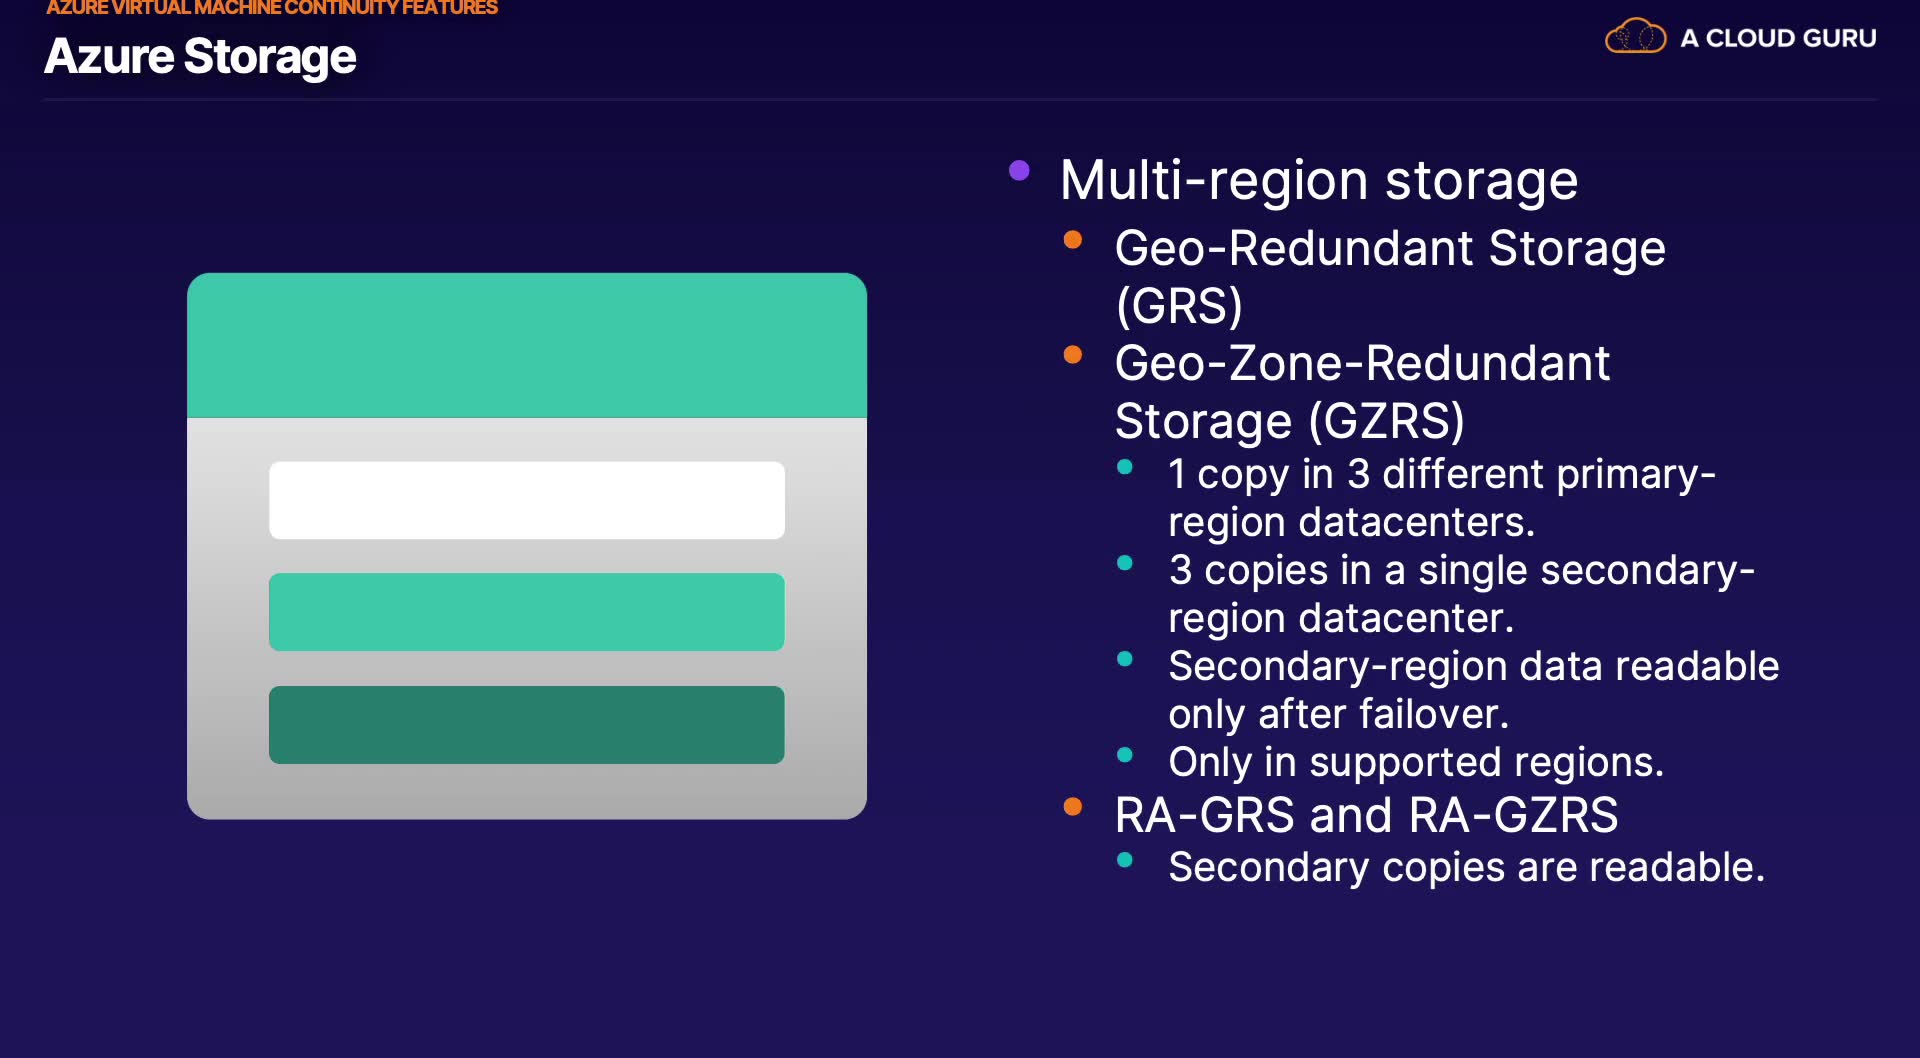 AZURE VIRTUAL MACHINE CONTINUITY FEATURES
Azure Storage
A CLOUD GURU
Multi-region storage
Geo-Redundant Storage
(GRS)
Geo-Zone-Redundant
Storage (GZRS)
1 copy in 3 different primary-
region datacenters.
3 copies in a single secondary-
region datacenter.
Secondary-region data readable
only after failover.
Only in supported regions.
RA-GRS and RA-GZRS
Secondary copies are readable.